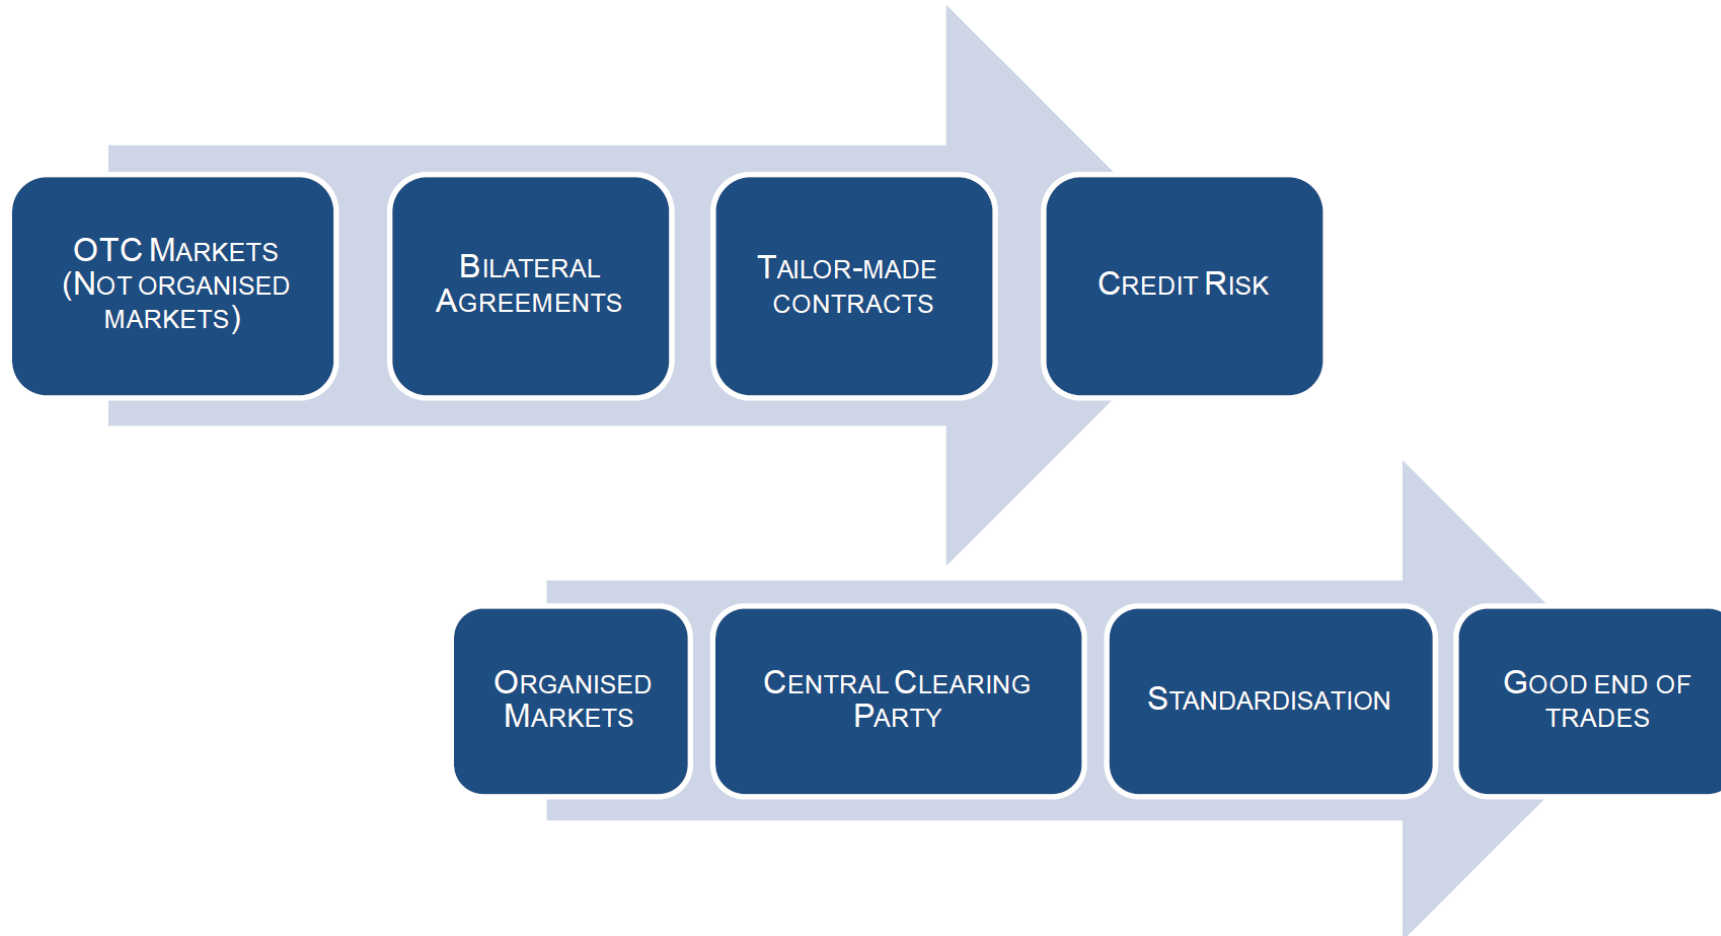 OTC Markets
(Not organised
markets)
Bilateral
Agreements
Tailor-made
contracts
Credit Risk
Organised
Markets
Central Clearing
Party
Standardisation
Good end of
trades